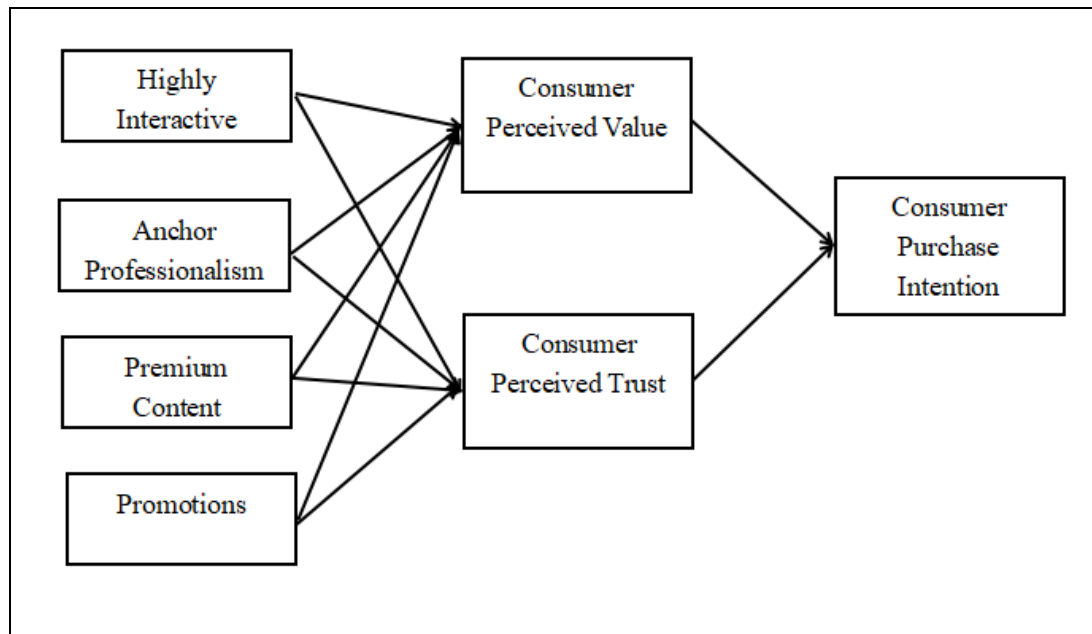 Highly
Interactive
Anchor
Professionalism
Premium
Content
Promotions
Consumer
Perceived Value
Consumer
Perceived Trust
Consumer
Purchase
Intention